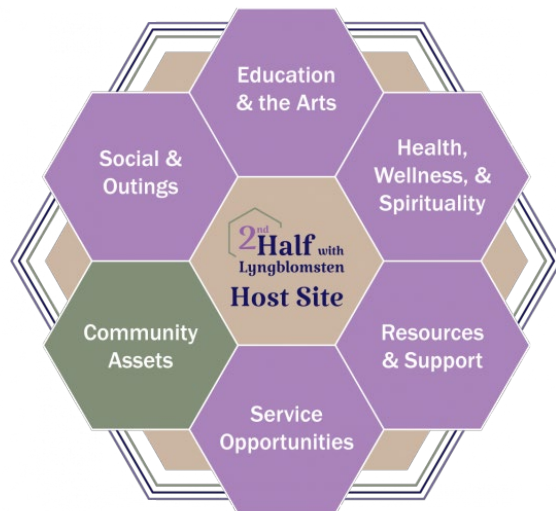 Education
& the Arts
Health,
Wellness, &
Spirituality
Resources
& Support
Service
Opportunities
Community
Assets
Social &
Outings
2nd
Half with
Lyngblomsten
Host Site